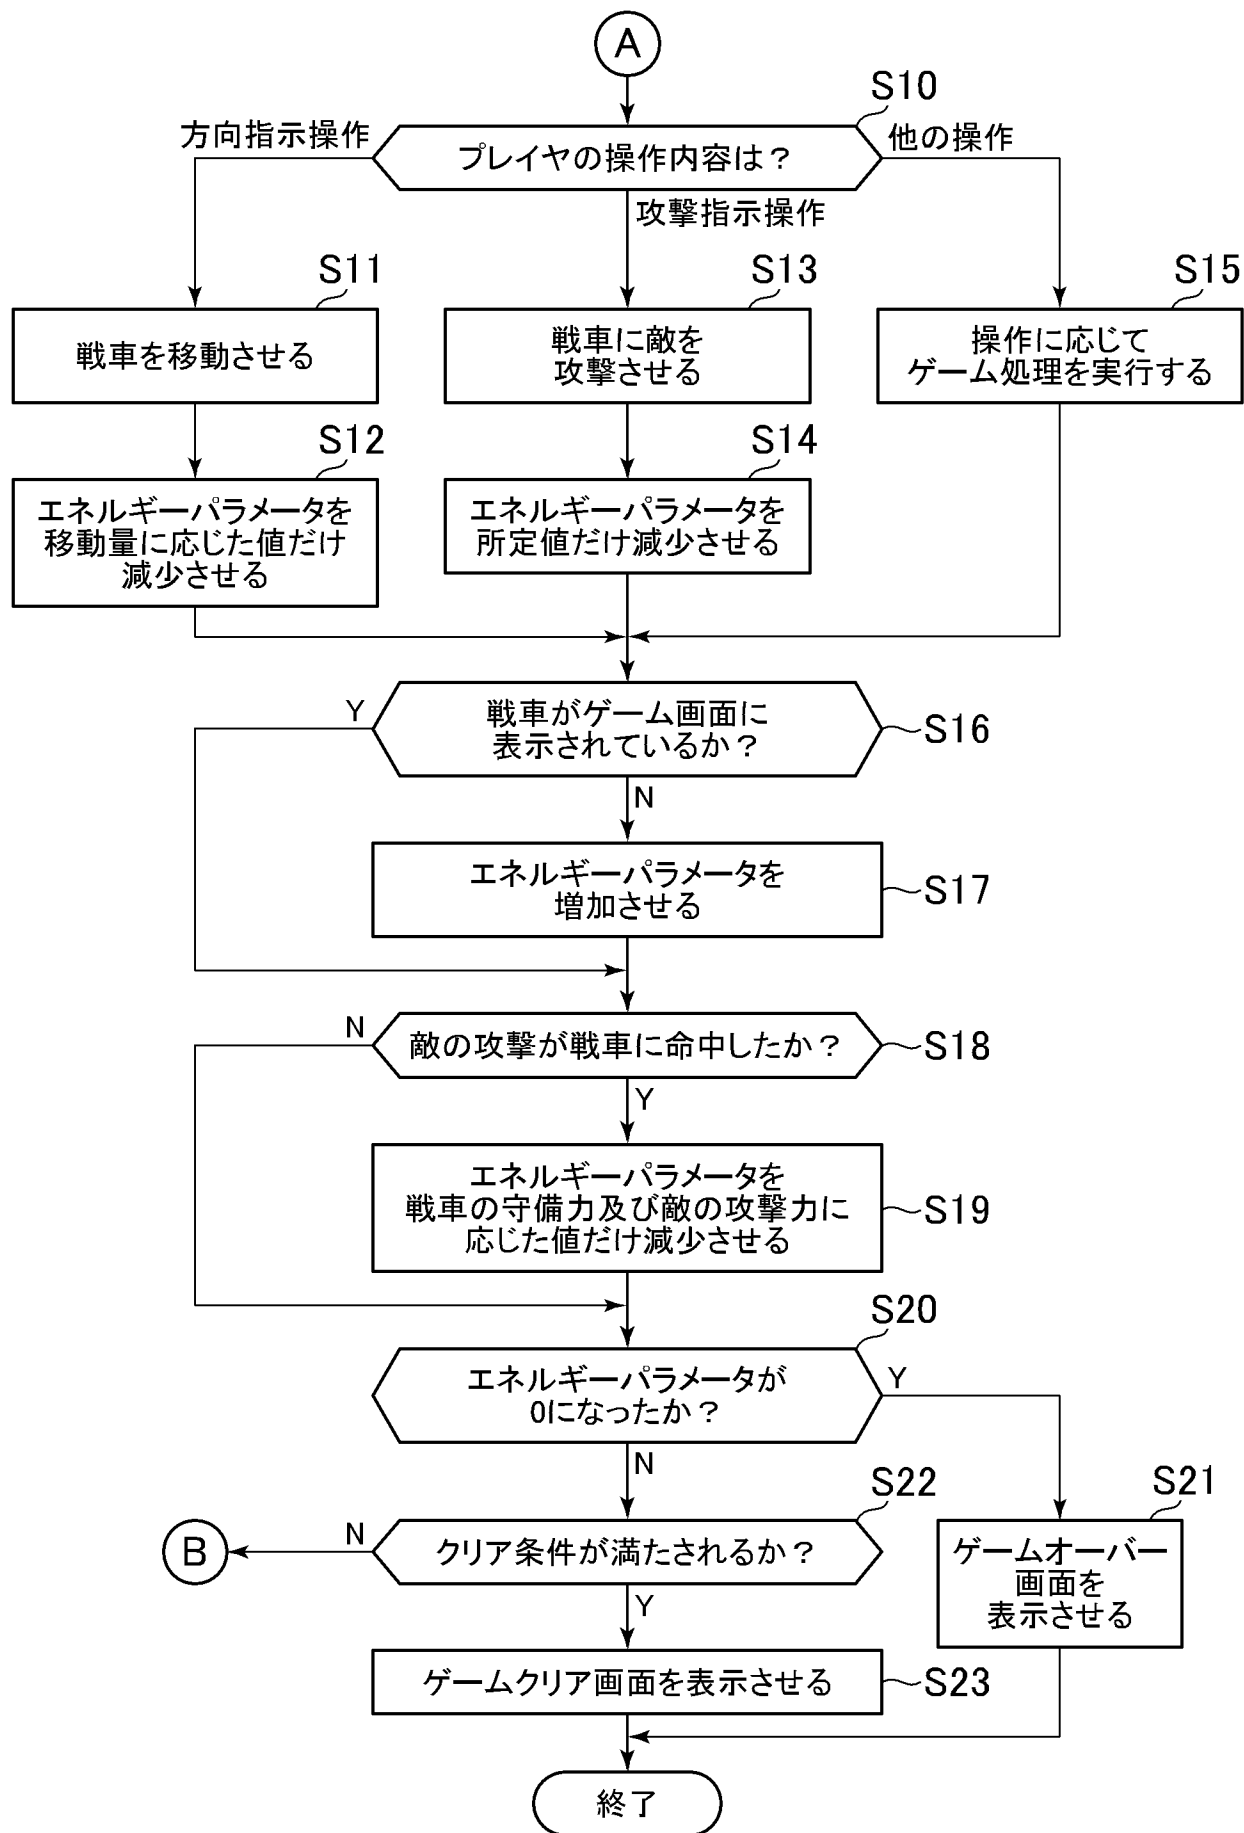 A
S10
方向指示操作
プレイヤの操作内容は？
他の操作
攻撃指示操作
S11
戦車を移動させる
S13
戦車に敵を
攻撃させる
S15
操作に応じて
ゲーム処理を実行する
S12
エネルギーパラメータを
移動量に応じた値だけ
減少させる
S14
エネルギーパラメータを
所定値だけ減少させる
Y
戦車がゲーム画面に
表示されているか？
S16
N
エネルギーパラメータを
増加させる
S17
N
敵の攻撃が戦車に命中したか？
S18
Y
エネルギーパラメータを
戦車の守備力及び敵の攻撃力に
応じた値だけ減少させる
S19
S20
エネルギーパラメータが
0になったか？
Y
N
S22
S21
B
N
クリア条件が満たされるか？
ゲームオーバー
画面を
表示させる
Y
ゲームクリア画面を表示させる
S23
終了